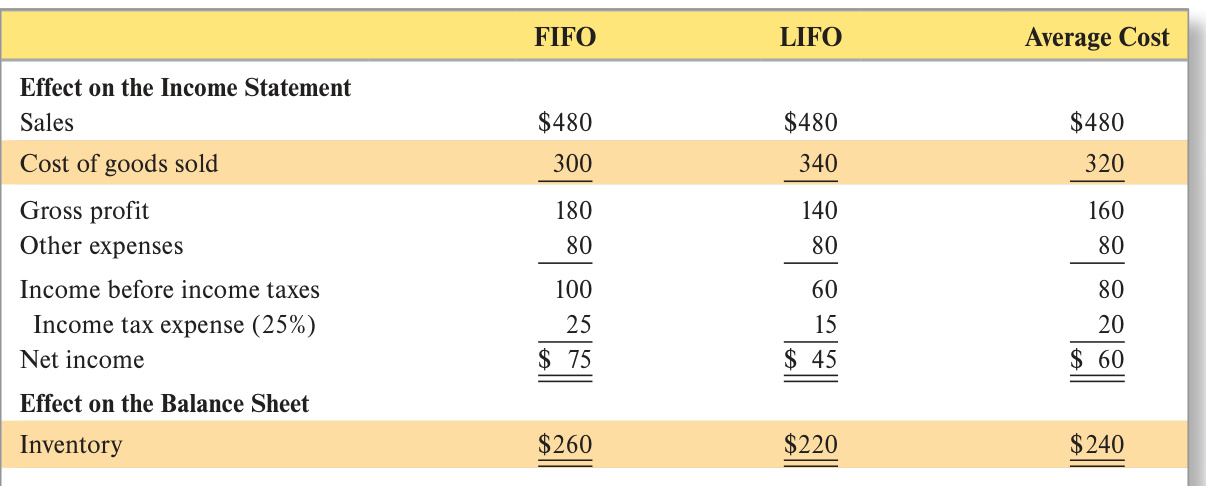 FIFO LIFO Average Cost
Effect on the Income Statement
Sales $480 $480 $480
Cost of goods sold 300 340 320
Gross profit 180 140 160
Other expenses 80 80 80
Income before income taxes 100 60 80
Income tax expense (25%) 25 15 20
Net income $ 75 $ 45 $ 60
Effect on the Balance Sheet
Inventory $260 $220 $240